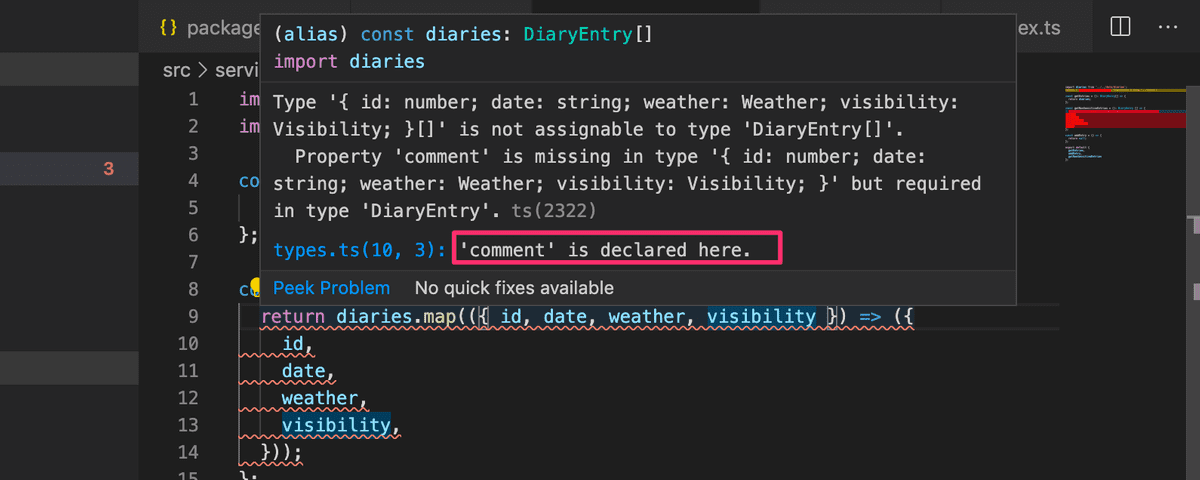 {} package
ex.ts
src > servi
(alias) const diaries: DiaryEntry[]
import diaries
Type '{ id: number; date: string; weather: Weather; visibility:
Visibility; }[]' is not assignable to type 'DiaryEntry[]'.
Property 'comment' is missing in type '{ id: number; date:
string; weather: Weather; visibility: Visibility; }' but required
in type 'DiaryEntry'. ts(2322)
types.ts(10, 3): 'comment' is declared here.
Peek Problem No quick fixes available
3
1 im
2 im
3
4 co
5
6 };
7
8 c
9 return diaries.map(({ id, date, weather, visibility }) => ({
10 id,
11 date,
12 weather,
13 visibility,
14 }));
15 };